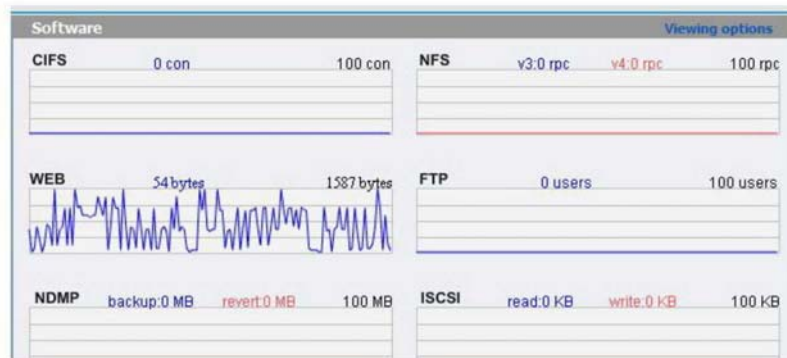 Software Viewing options
CIFS 0 con 100 con
NFS v3:0 rpc v4:0 rpc 100 rpc
WEB 54 bytes 1587 bytes
FTP 0 users 100 users
NDMP backup:0 MB revert:0 MB 100 MB
ISCSI read:0 KB write:0 KB 100 KB